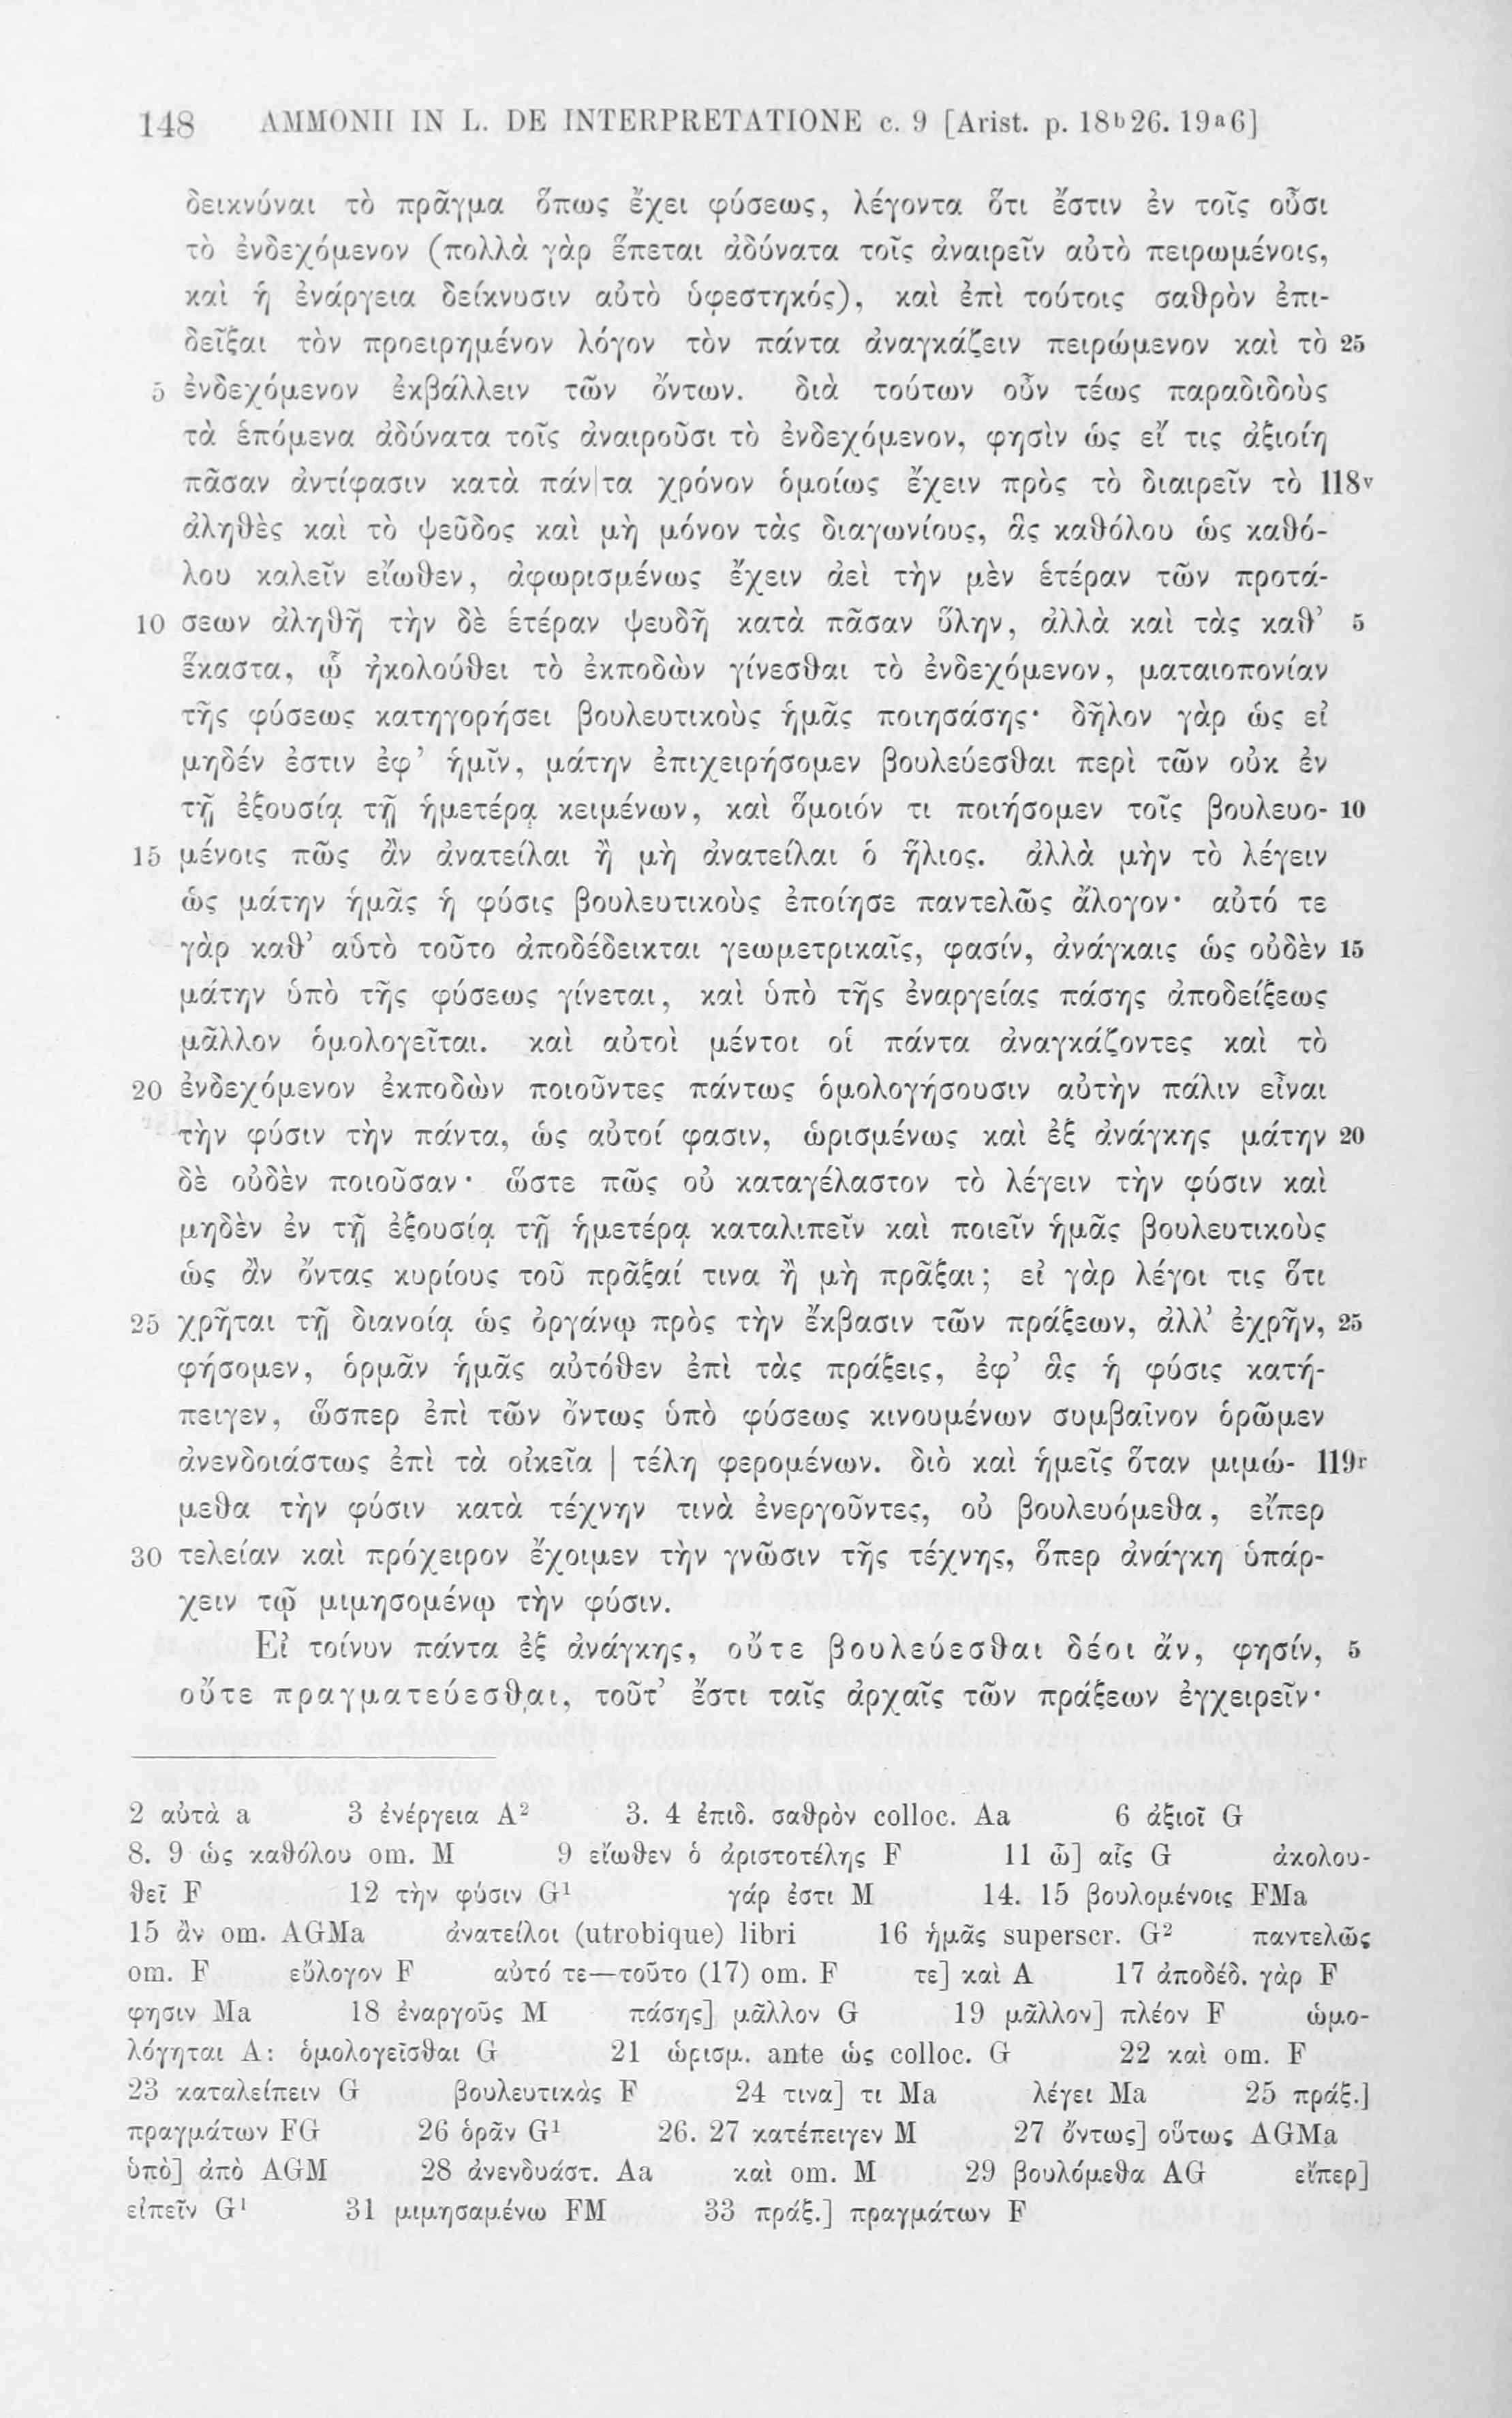 148 AMMONII IN L. DE INTERPRETATIONE c. 9 [Arist. p. 18b26. 19a6]
δεικνύναι τὸ πρᾶγμα ὅπως ἔχει φύσεως, λέγοντα ὅτι ἔστιν ἐν τοῖς οὖσι
τὸ ἐνδεχόμενον (πολλὰ γὰρ ἕπεται ἀδύνατα τοῖς ἀναιρεῖν αὐτὸ πειρωμένοις,
καὶ ἡ ἐνάργεια δείκνυσιν αὐτὸ ὑφεστηκός), καὶ ἐπὶ τούτοις σαθρὸν ἐπι-
δεῖξαι τὸν προειρημένον λόγον τὸν πάντα ἀναγκάζειν πειρώμενον καὶ τὸ 25
5 ἐνδεχόμενον ἐκβάλλειν τῶν ὄντων. διὰ τούτων οὖν τέως παραδιδοὺς
τὰ ἑπόμενα ἀδύνατα τοῖς ἀναιροῦσι τὸ ἐνδεχόμενον, φησὶν ὡς εἴ τις ἀξιοίη
πᾶσαν ἀντίφασιν κατὰ πάν|τα χρόνον ὁμοίως ἔχειν πρὸς τὸ διαιρεῖν τὸ 118v
ἀληθὲς καὶ τὸ ψεῦδος καὶ μὴ μόνον τὰς διαγωνίους, ἃς καθόλου ὡς καθό-
λου καλεῖν εἴωθεν, ἀφωρισμένως ἔχειν ἀεὶ τὴν μὲν ἑτέραν τῶν προτά-
10 σεων ἀληθῆ τὴν δὲ ἑτέραν ψευδῆ κατὰ πᾶσαν ὕλην, ἀλλὰ καὶ τὰς καθ’ 5
ἕκαστα, ᾧ ἠκολούθει τὸ ἐκποδὼν γίνεσθαι τὸ ἐνδεχόμενον, ματαιοπονίαν
τῆς φύσεως κατηγορήσει βουλευτικοὺς ἡμᾶς ποιησάσης· δῆλον γὰρ ὡς εἰ
μηδέν ἐστιν ἐφ’ ἡμῖν, μάτην ἐπιχειρήσομεν βουλεύεσθαι περὶ τῶν οὐκ ἐν
τῇ ἐξουσίᾳ τῇ ἡμετέρᾳ κειμένων, καὶ ὅμοιόν τι ποιήσομεν τοῖς βουλευο- 10
15 μένοις πῶς ἂν ἀνατείλαι ἢ μὴ ἀνατείλαι ὁ ἥλιος. ἀλλὰ μὴν τὸ λέγειν
ὡς μάτην ἡμᾶς ἡ φύσις βουλευτικοὺς ἐποίησε παντελῶς ἄλογον· αὐτό τε
γὰρ καθ’ αὑτὸ τοῦτο ἀποδέδεικται γεωμετρικαῖς, φασίν, ἀνάγκαις ὡς οὐδὲν 15
μάτην ὑπὸ τῆς φύσεως γίνεται, καὶ ὑπὸ τῆς ἐναργείας πάσης ἀποδείξεως
μᾶλλον ὁμολογεῖται. καὶ αὐτοὶ μέντοι οἱ πάντα ἀναγκάζοντες καὶ τὸ
20 ἐνδεχόμενον ἐκποδὼν ποιοῦντες πάντως ὁμολογήσουσιν αὐτὴν πάλιν εἶναι
τὴν φύσιν τὴν πάντα, ὡς αὐτοί φασιν, ὡρισμένως καὶ ἐξ ἀνάγκης μάτην 20
δὲ οὐδὲν ποιοῦσαν· ὥστε πῶς οὐ καταγέλαστον τὸ λέγειν τὴν φύσιν καὶ
μηδὲν ἐν τῇ ἐξουσίᾳ τῇ ἡμετέρᾳ καταλιπεῖν καὶ ποιεῖν ἡμᾶς βουλευτικοὺς
ὡς ἂν ὄντας κυρίους τοῦ πρᾶξαί τινα ἢ μὴ πρᾶξαι; εἰ γὰρ λέγοι τις ὅτι
25 χρῆται τῇ διανοίᾳ ὡς ὀργάνῳ πρὸς τὴν ἔκβασιν τῶν πράξεων, ἀλλ’ ἐχρῆν, 25
φήσομεν, ὁρμᾶν ἡμᾶς αὐτόθεν ἐπὶ τὰς πράξεις, ἐφ’ ἃς ἡ φύσις κατή-
πειγεν, ὥσπερ ἐπὶ τῶν ὄντως ὑπὸ φύσεως κινουμένων συμβαῖνον ὁρῶμεν
ἀνενδοιάστως ἐπὶ τὰ οἰκεῖα | τέλη φερομένων. διὸ καὶ ἡμεῖς ὅταν μιμώ- 119r
μεθα τὴν φύσιν κατὰ τέχνην τινὰ ἐνεργοῦντες, οὐ βουλευόμεθα, εἴπερ
30 τελείαν καὶ πρόχειρον ἔχοιμεν τὴν γνῶσιν τῆς τέχνης, ὅπερ ἀνάγκη ὑπάρ-
χειν τῷ μιμησομένῳ τὴν φύσιν.
Εἰ τοίνυν πάντα ἐξ ἀνάγκης, οὔτε βουλεύεσθαι δέοι ἄν, φησίν, 5
οὔτε πραγματεύεσθαι, τοῦτ’ ἔστι ταῖς ἀρχαῖς τῶν πράξεων ἐγχειρεῖν·
2 αὐτὰ a 3 ἐνέργεια A2 3. 4 ἐπιδ. σαθρὸν colloc. Aa 6 ἀξιοῖ G
8. 9 ὡς καθόλου om. M 9 εἴωθεν ὁ ἀριστοτέλης F 11 ᾧ] αἷς G ἀκολου-
θεῖ F 12 τὴν φύσιν G1 γάρ ἐστι M 14. 15 βουλομένοις FMa
15 ἂν om. AGMa ἀνατείλοι (utrobique) libri 16 ἡμᾶς superscr. G2 παντελῶς
om. F εὔλογον F αὐτό τε—τοῦτο (17) om. F τε] καὶ A 17 ἀποδέδ. γὰρ F
φησιν Ma 18 ἐναργοῦς M πάσης] μᾶλλον G 19 μᾶλλον] πλέον F ὡμο-
λόγηται A: ὁμολογεῖσθαι G 21 ὡρισμ. ante ὡς colloc. G 22 καὶ om. F
23 καταλείπειν G βουλευτικὰς F 24 τινα] τι Ma λέγει Ma 25 πράξ.]
πραγμάτων FG 26 ὁρᾶν G1 26. 27 κατέπειγεν M 27 ὄντως] οὕτως AGMa
ὑπὸ] ἀπὸ AGM 28 ἀνενδυάστ. Aa καὶ om. M 29 βουλόμεθα AG εἴπερ]
εἰπεῖν G1 31 μιμησαμένω FM 33 πράξ.] πραγμάτων F